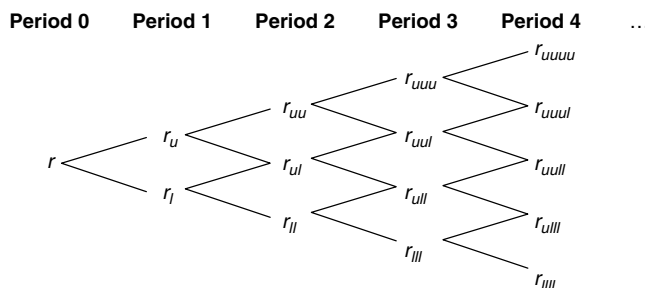 Period 0 Period 1 Period 2 Period 3 Period 4 ...
r_uuuu
r_uuu
r_uu r_uuul
r_u r_uul
r r_ul r_uull
r_l r_ull
r_ll r_ulll
r_lll
r_llll